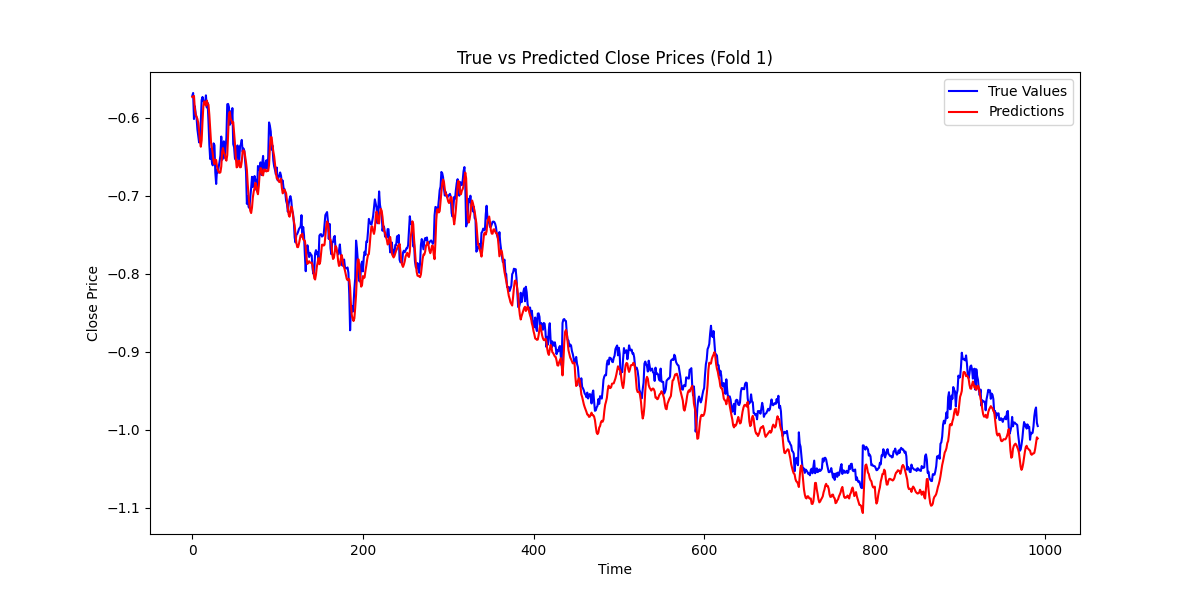 True vs Predicted Close Prices (Fold 1)
True Values
Predictions
Close Price
−0.6
−0.7
−0.8
−0.9
−1.0
−1.1
0
200
400
600
800
1000
Time